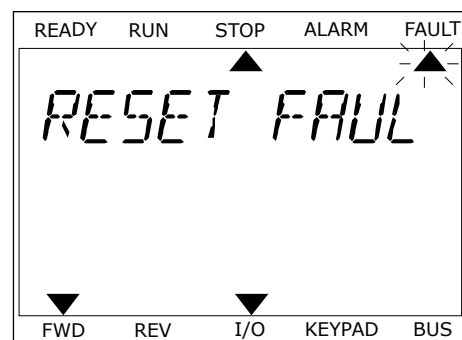 READY RUN STOP ALARM FAULT
RESET FAUL
FWD REV I/O KEYPAD BUS